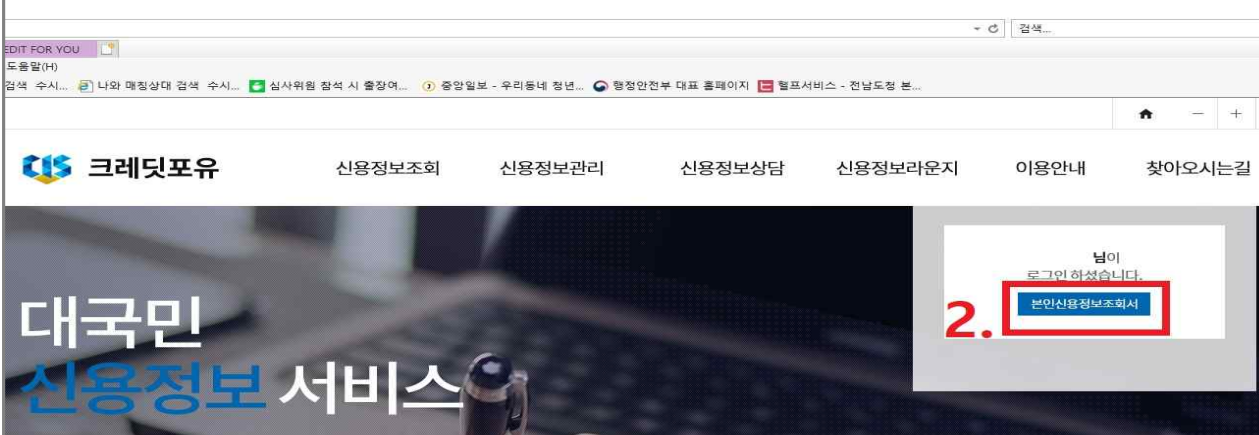 검색...
EDIT FOR YOU
도움말(H)
검색 수시... 나와 매칭상대 검색 수시... 심사위원 참석 시 출장여... 중앙일보 - 우리동네 청년... 행정안전부 대표 홈페이지 헬프서비스 - 전남도청 본...
CIS 크레딧포유 신용정보조회 신용정보관리 신용정보상담 신용정보라운지 이용안내 찾아오시는길
님이
로그인 하셨습니다.
2. 본인신용정보조회서
대국민
신용정보 서비스